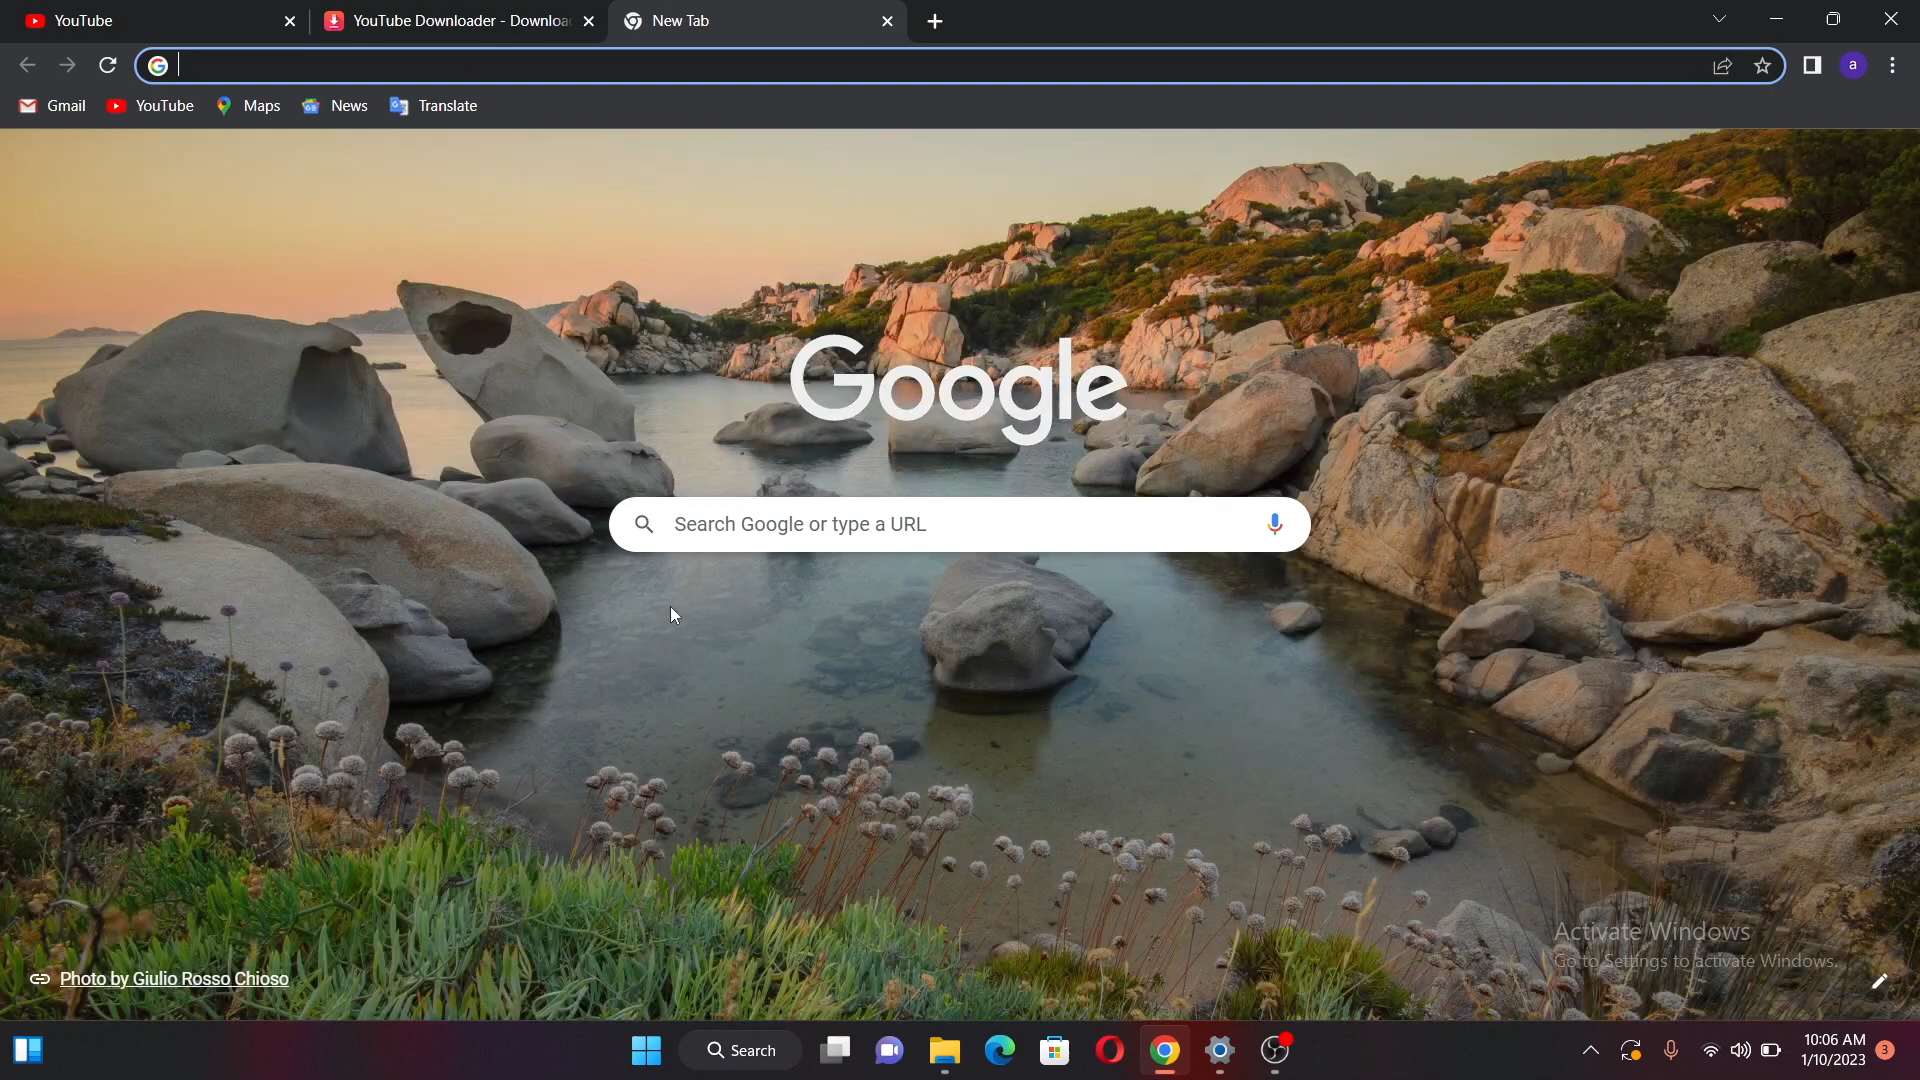 YouTube
YouTube Downloader - Downloa
New Tab
a
Gmail
YouTube
Maps
News
Translate
Google
Search Google or type a URL
Activate Windows
Go to Settings to activate Windows.
Photo by Giulio Rosso Chioso
Search
10:06 AM
1/10/2023
3